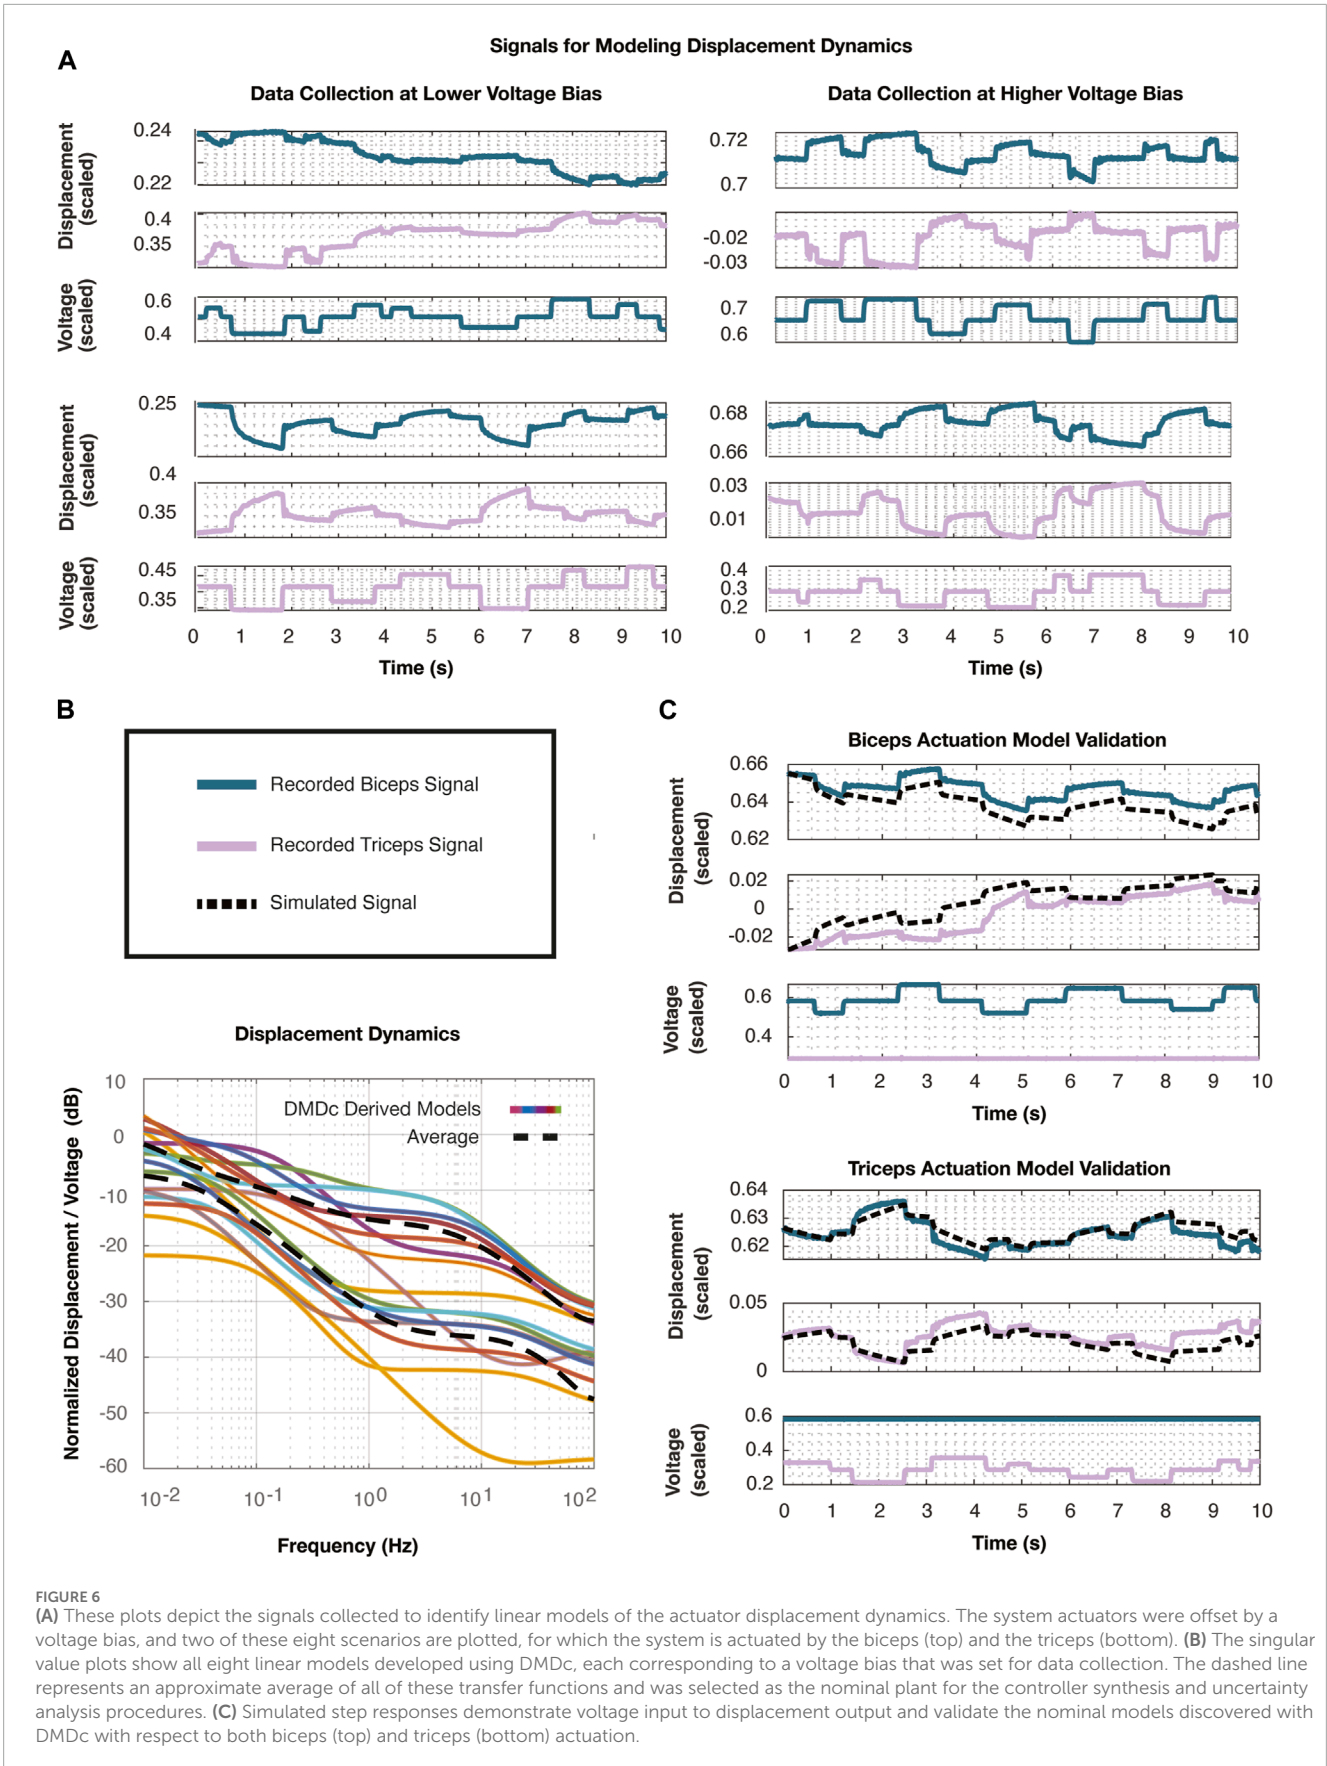 Signals for Modeling Displacement Dynamics
A
Data Collection at Lower Voltage Bias
Displacement
(scaled)
0.24
0.22
0.4
0.35
Voltage
(scaled)
0.6
0.4
Displacement
(scaled)
0.25
0.4
0.35
Voltage
(scaled)
0.45
0.35
0 1 2 3 4 5 6 7 8 9 10
Time (s)
Data Collection at Higher Voltage Bias
0.72
0.7
-0.02
-0.03
0.7
0.6
0.68
0.66
0.03
0.01
0.4
0.3
0.2
0 1 2 3 4 5 6 7 8 9 10
Time (s)
B
Recorded Biceps Signal
Recorded Triceps Signal
Simulated Signal
Displacement Dynamics
Normalized Displacement / Voltage (dB)
10
0
-10
-20
-30
-40
-50
-60
DMDc Derived Models
Average
10-2 10-1 100 101 102
Frequency (Hz)
C
Biceps Actuation Model Validation
Displacement
(scaled)
0.66
0.64
0.62
0.02
0
-0.02
Voltage
(scaled)
0.6
0.4
0 1 2 3 4 5 6 7 8 9 10
Time (s)
Triceps Actuation Model Validation
Displacement
(scaled)
0.64
0.63
0.62
0.05
0
Voltage
(scaled)
0.6
0.4
0.2
0 1 2 3 4 5 6 7 8 9 10
Time (s)
FIGURE 6
(A) These plots depict the signals collected to identify linear models of the actuator displacement dynamics. The system actuators were offset by a
voltage bias, and two of these eight scenarios are plotted, for which the system is actuated by the biceps (top) and the triceps (bottom). (B) The singular
value plots show all eight linear models developed using DMDc, each corresponding to a voltage bias that was set for data collection. The dashed line
represents an approximate average of all of these transfer functions and was selected as the nominal plant for the controller synthesis and uncertainty
analysis procedures. (C) Simulated step responses demonstrate voltage input to displacement output and validate the nominal models discovered with
DMDc with respect to both biceps (top) and triceps (bottom) actuation.